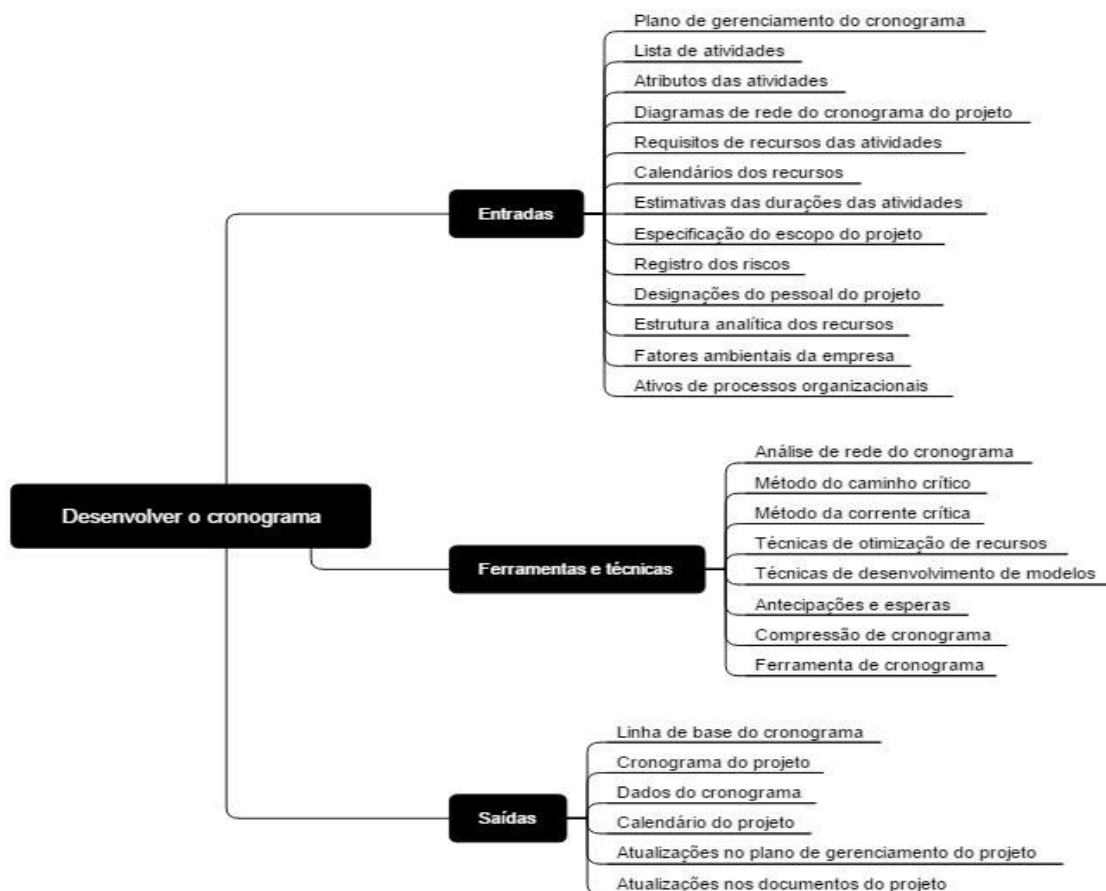 Desenvolver o cronograma
Entradas
Plano de gerenciamento do cronograma
Lista de atividades
Atributos das atividades
Diagramas de rede do cronograma do projeto
Requisitos de recursos das atividades
Calendários dos recursos
Estimativas das durações das atividades
Especificação do escopo do projeto
Registro dos riscos
Designações do pessoal do projeto
Estrutura analítica dos recursos
Fatores ambientais da empresa
Ativos de processos organizacionais
Ferramentas e técnicas
Análise de rede do cronograma
Método do caminho crítico
Método da corrente crítica
Técnicas de otimização de recursos
Técnicas de desenvolvimento de modelos
Antecipações e esperas
Compressão de cronograma
Ferramenta de cronograma
Saídas
Linha de base do cronograma
Cronograma do projeto
Dados do cronograma
Calendário do projeto
Atualizações no plano de gerenciamento do projeto
Atualizações nos documentos do projeto